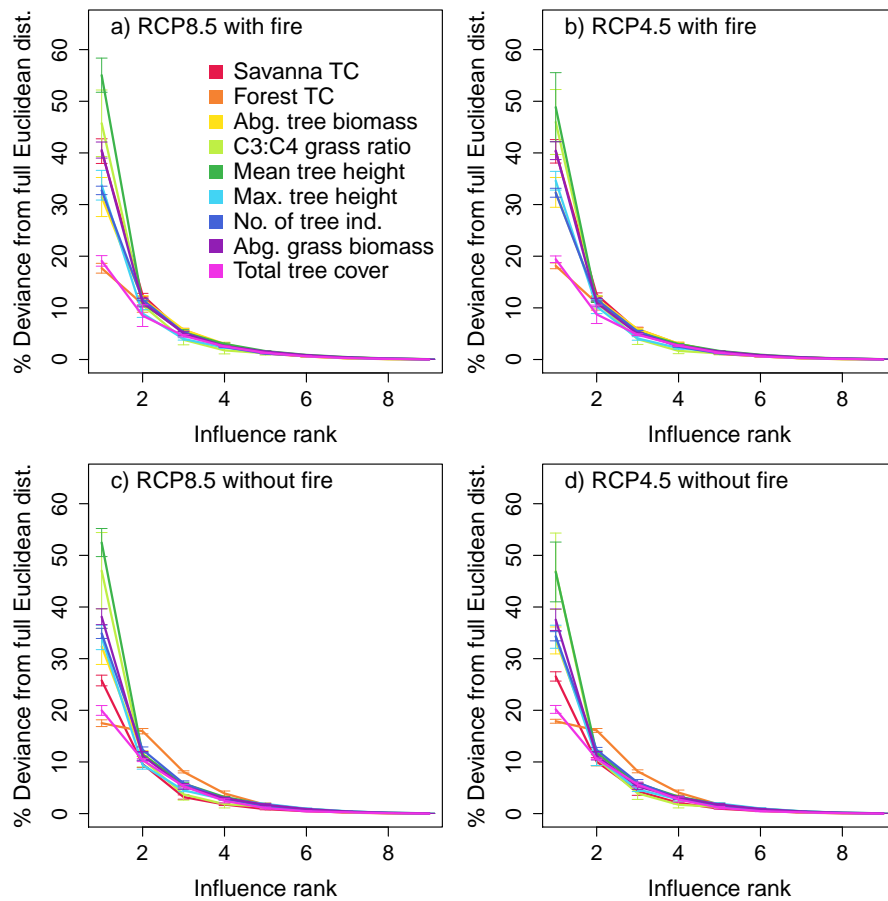 a) RCP8.5 with fire
% Deviance from full Euclidean dist.
60
50
40
30
20
10
0
Savanna TC
Forest TC
Abg. tree biomass
C3:C4 grass ratio
Mean tree height
Max. tree height
No. of tree ind.
Abg. grass biomass
Total tree cover
2 4 6 8
Influence rank
b) RCP4.5 with fire
% Deviance from full Euclidean dist.
60
50
40
30
20
10
0
2 4 6 8
Influence rank
c) RCP8.5 without fire
% Deviance from full Euclidean dist.
60
50
40
30
20
10
0
2 4 6 8
Influence rank
d) RCP4.5 without fire
% Deviance from full Euclidean dist.
60
50
40
30
20
10
0
2 4 6 8
Influence rank